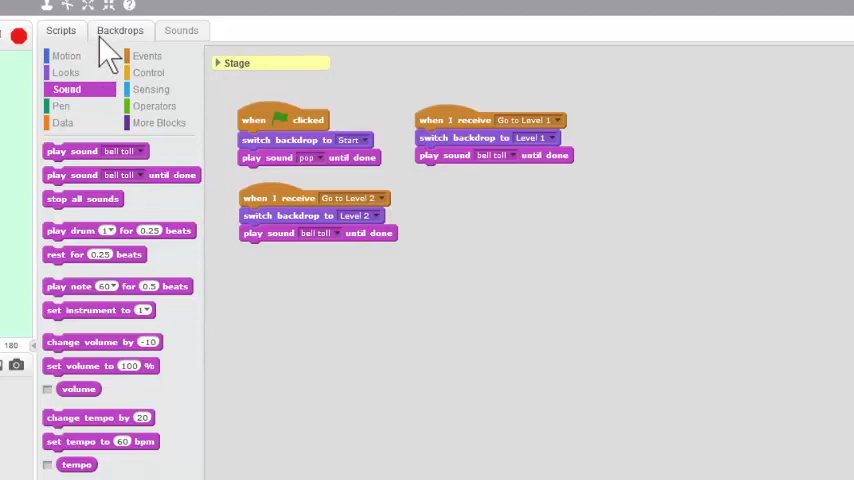 Scripts Backdrops Sounds
Motion Events
Looks Control
Sound Sensing
Pen Operators
Data More Blocks
play sound bell toll
play sound bell toll until done
stop all sounds
play drum 1 for 0.25 beats
rest for 0.25 beats
play note 60 for 0.5 beats
set instrument to 1
change volume by -10
set volume to 100 %
volume
change tempo by 20
set tempo to 60 bpm
tempo
180
Stage
when clicked
switch backdrop to Start
play sound pop until done
when I receive Go to Level 1
switch backdrop to Level 1
play sound bell toll until done
when I receive Go to Level 2
switch backdrop to Level 2
play sound bell toll until done